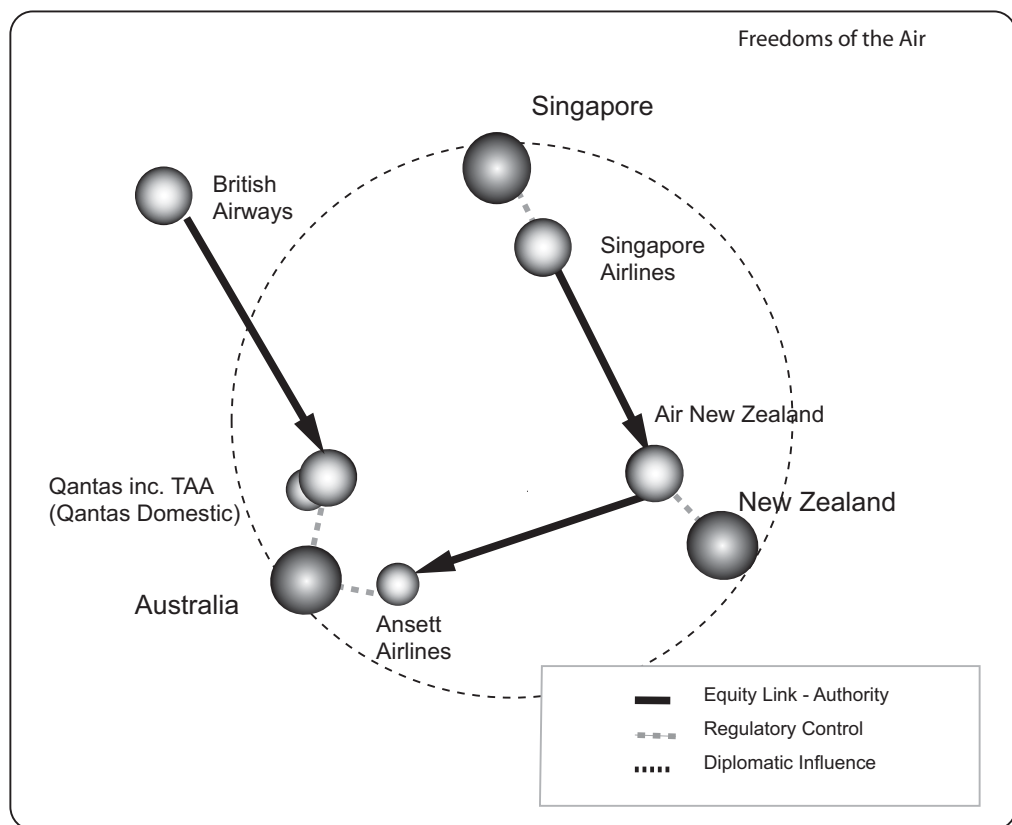 Freedoms of the Air
Singapore
British
Airways
Singapore
Airlines
Air New Zealand
Qantas inc. TAA
(Qantas Domestic)
New Zealand
Australia
Ansett
Airlines
Equity Link - Authority
Regulatory Control
Diplomatic Influence